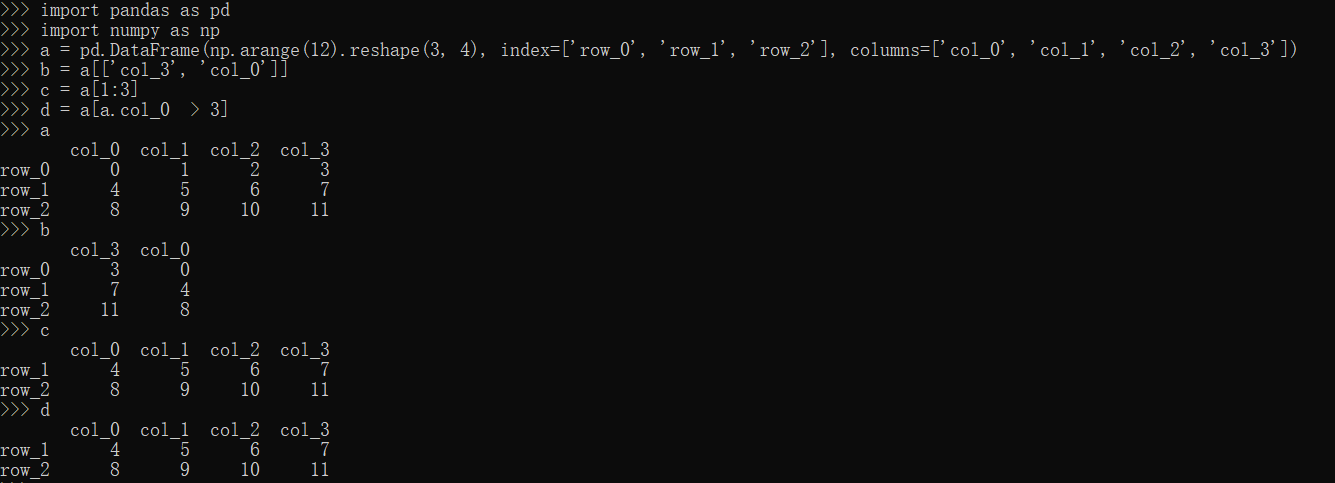 >>> import pandas as pd
>>> import numpy as np
>>> a = pd.DataFrame(np.arange(12).reshape(3, 4), index=['row_0', 'row_1', 'row_2'], columns=['col_0', 'col_1', 'col_2', 'col_3'])
>>> b = a[['col_3', 'col_0']]
>>> c = a[1:3]
>>> d = a[a.col_0  > 3]
>>> a
       col_0  col_1  col_2  col_3
row_0      0      1      2      3
row_1      4      5      6      7
row_2      8      9     10     11
>>> b
       col_3  col_0
row_0      3      0
row_1      7      4
row_2     11      8
>>> c
       col_0  col_1  col_2  col_3
row_1      4      5      6      7
row_2      8      9     10     11
>>> d
       col_0  col_1  col_2  col_3
row_1      4      5      6      7
row_2      8      9     10     11